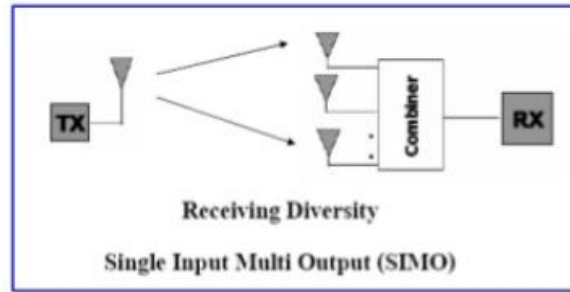 TX
Combiner
RX
Receiving Diversity
Single Input Multi Output (SIMO)